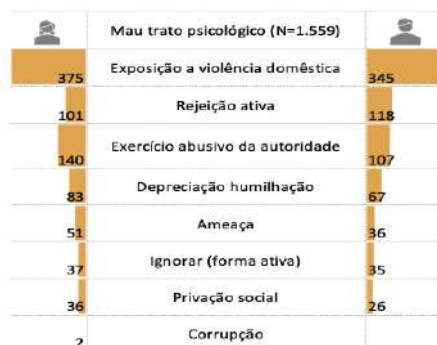 Mau trato psicológico (N=1.559)
375 Exposição a violência doméstica 345
101 Rejeição ativa 118
140 Exercício abusivo da autoridade 107
83 Depreciação humilhação 67
51 Ameaça 36
37 Ignorar (forma ativa) 35
36 Privação social 26
2 Corrupção